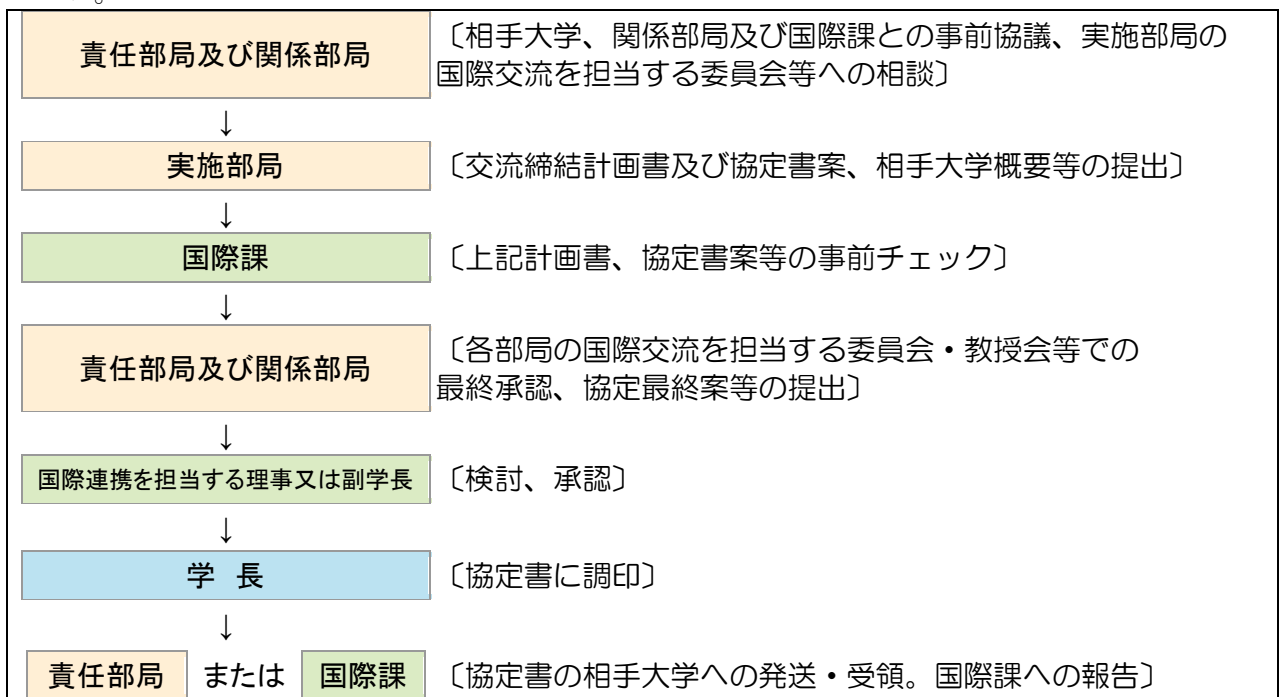 責任部局及び関係部局
〔相手大学、関係部局及び国際課との事前協議、実施部局の
国際交流を担当する委員会等への相談〕
↓
実施部局
〔交流締結計画書及び協定書案、相手大学概要等の提出〕
↓
国際課
〔上記計画書、協定書案等の事前チェック〕
↓
責任部局及び関係部局
〔各部局の国際交流を担当する委員会・教授会等での
最終承認、協定最終案等の提出〕
↓
国際連携を担当する理事又は副学長
〔検討、承認〕
↓
学 長
〔協定書に調印〕
↓
責任部局 または 国際課
〔協定書の相手大学への発送・受領。国際課への報告〕